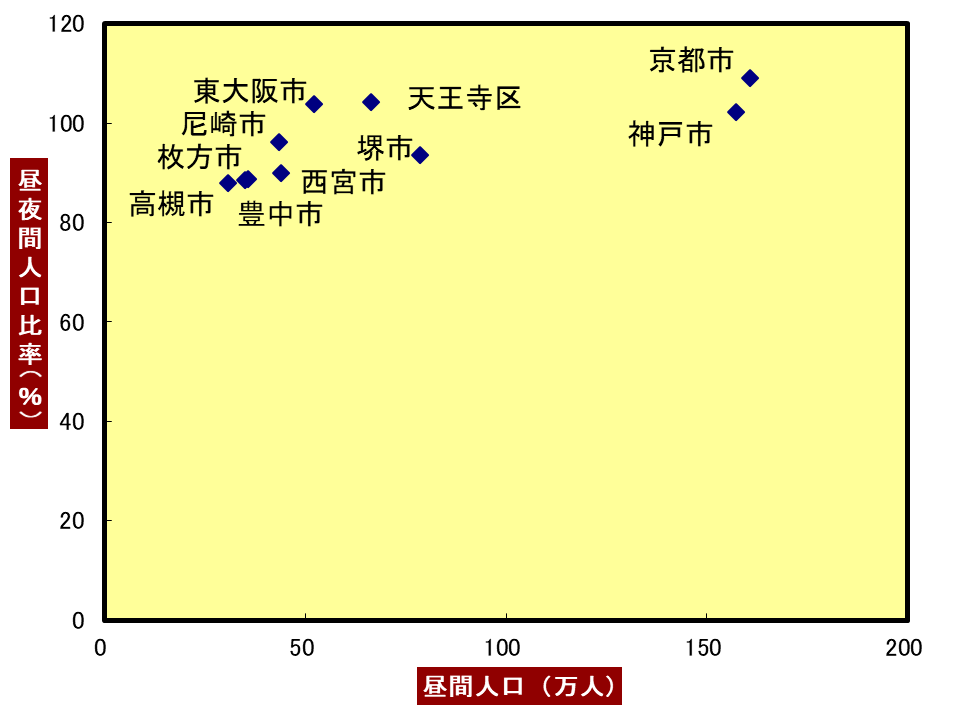 120
100
80
60
40
20
0
昼夜間人口比率(%)
京都市
東大阪市
天王寺区
尼崎市
神戸市
枚方市
堺市
西宮市
高槻市
豊中市
0
50
100
150
200
昼間人口(万人)